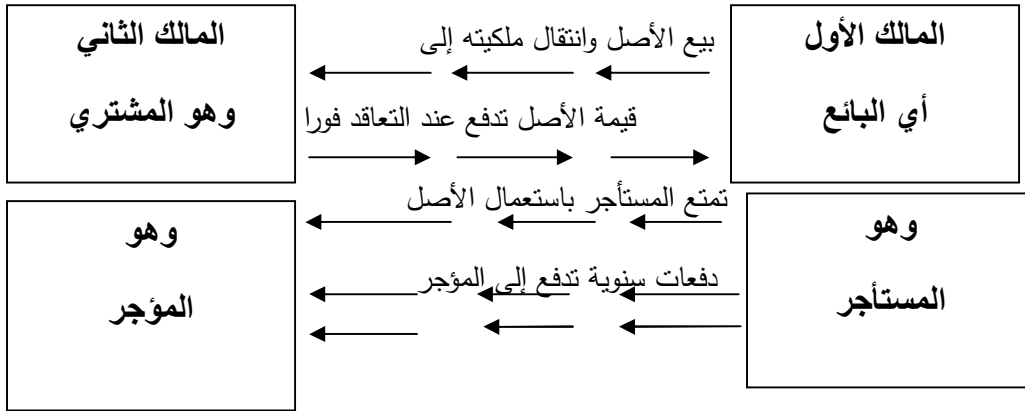 المالك الأول
أي البائع
بيع الأصل وانتقال ملكيته إلى
المالك الثاني
وهو المشتري
قيمة الأصل تدفع عند التعاقد فورا
وهو
المستأجر
تمتع المستأجر باستعمال الأصل
دفعات سنوية تدفع إلى المؤجر
وهو
المؤجر